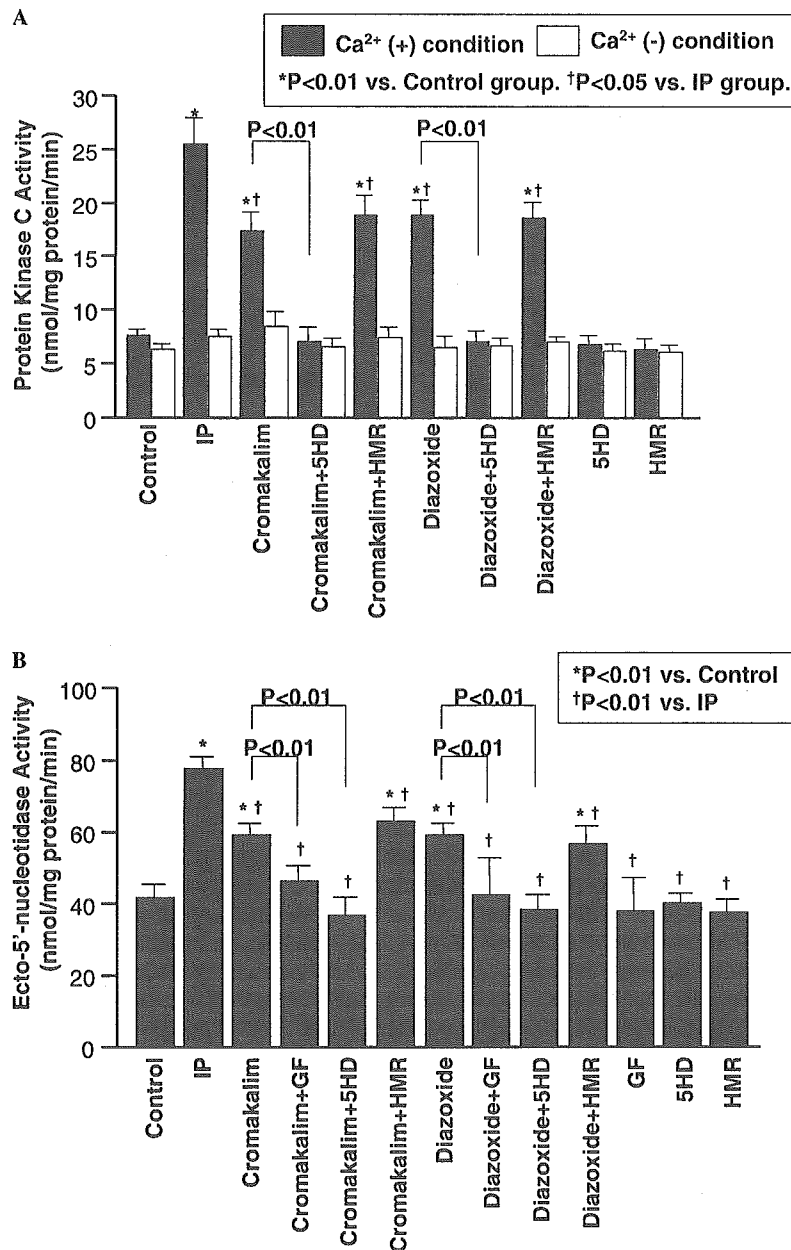 A
Ca²⁺ (+) condition Ca²⁺ (-) condition
*P<0.01 vs. Control group. †P<0.05 vs. IP group.
Protein Kinase C Activity
(nmol/mg protein/min)
30
25
20
15
10
5
0
*
*†
P<0.01
*†
*†
P<0.01
*†
Control
IP
Cromakalim
Cromakalim+5HD
Cromakalim+HMR
Diazoxide
Diazoxide+5HD
Diazoxide+HMR
5HD
HMR
B
*P<0.01 vs. Control
†P<0.01 vs. IP
Ecto-5'-nucleotidase Activity
(nmol/mg protein/min)
100
80
60
40
20
0
*
* †
P<0.01
P<0.01
†
†
* †
* †
P<0.01
P<0.01
†
†
* †
†
†
†
Control
IP
Cromakalim
Cromakalim+GF
Cromakalim+5HD
Cromakalim+HMR
Diazoxide
Diazoxide+GF
Diazoxide+5HD
Diazoxide+HMR
GF
5HD
HMR